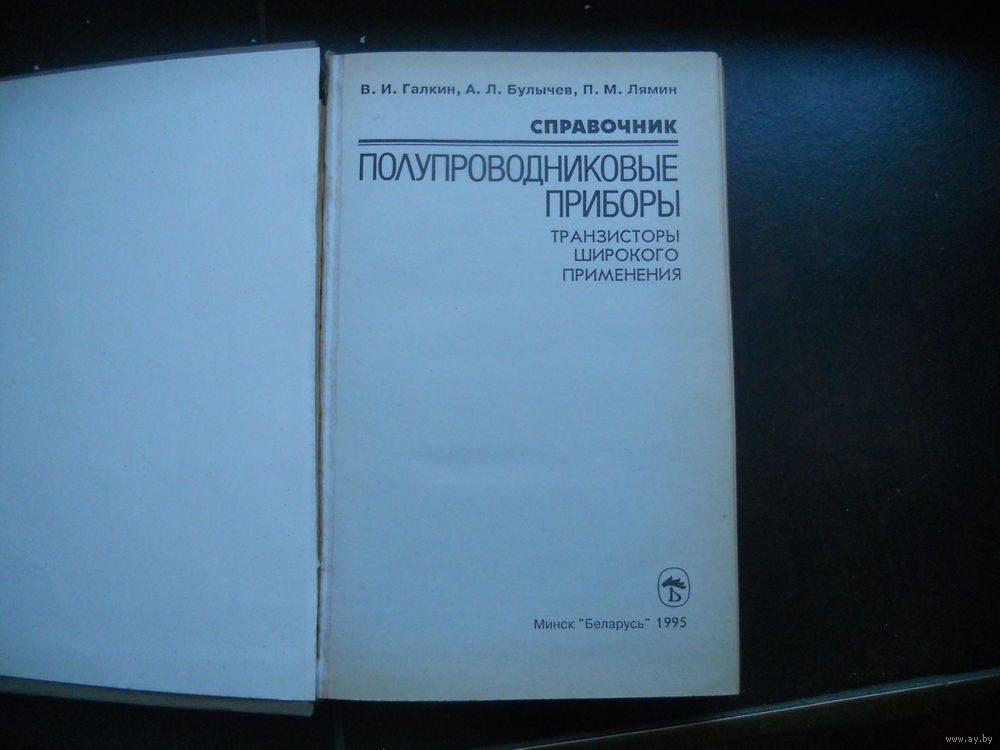 В. И. Галкин, А. Л. Булычев, П. М. Лямин
СПРАВОЧНИК
ПОЛУПРОВОДНИКОВЫЕ
ПРИБОРЫ
ТРАНЗИСТОРЫ
ШИРОКОГО
ПРИМЕНЕНИЯ
Б
Минск "Беларусь" 1995
www.ay.by